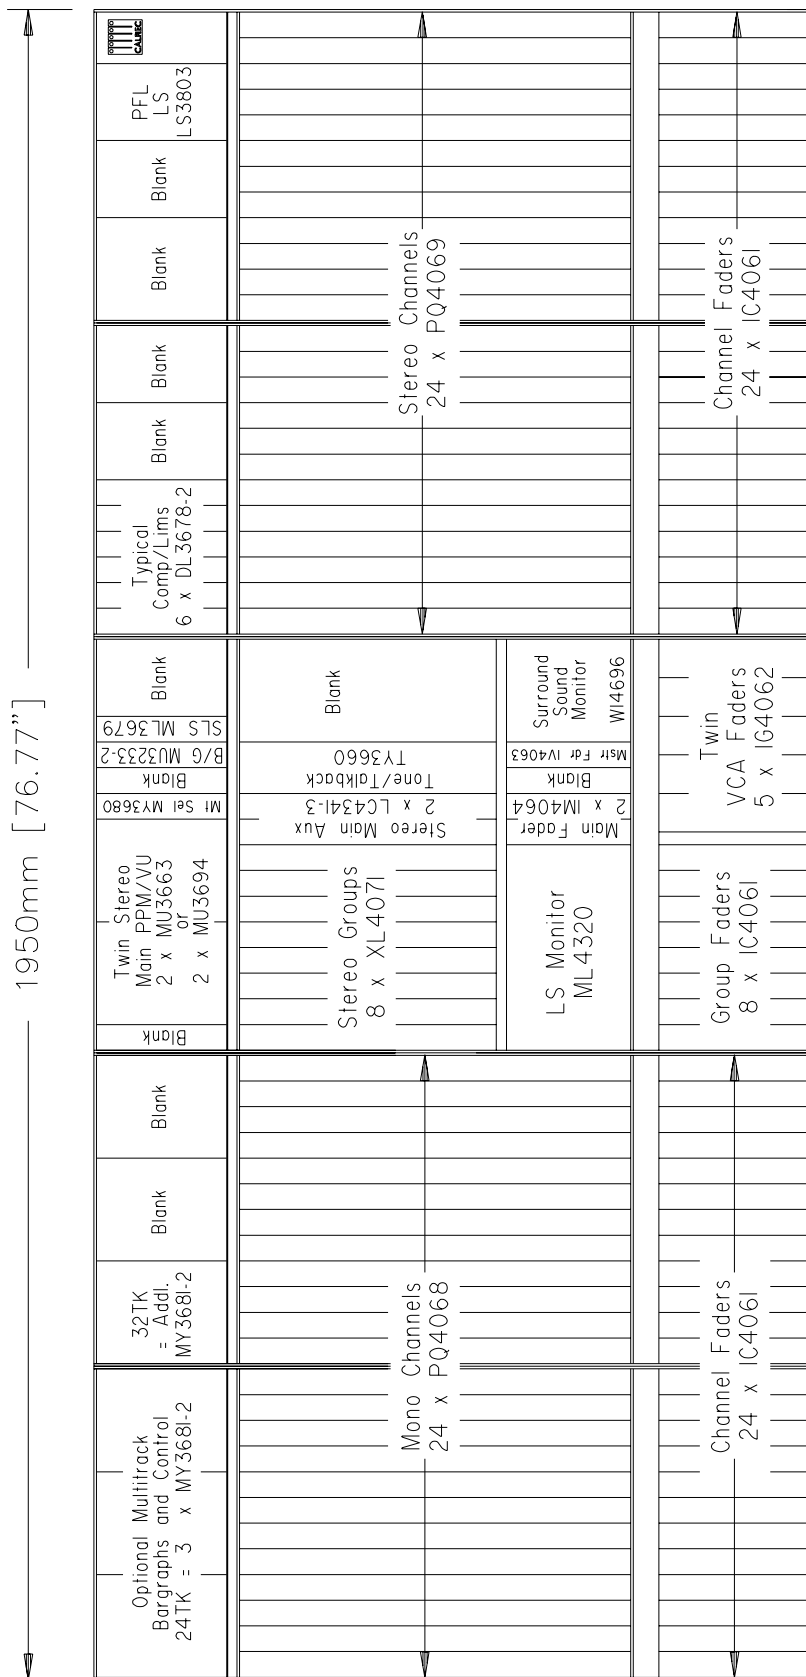 1950mm [76.77"]
Optional Multitrack
Bargraphs and Control
24TK = 3 x MY3681-2
32TK
= Addl.
MY3681-2
Blank
Blank
Blank
Twin Stereo
Main PPM/VU
2 x MU3663
or
2 x MU3694
Mt Sel MY3680
Blank
B/G MU3233-2
SLS ML3679
Blank
Typical
Comp/Lims
6 x DL3678-2
Blank
Blank
Blank
Blank
PFL
LS
LS3803
CALREC
Mono Channels
24 x PQ4068
Stereo Groups
8 x XL4071
Stereo Main Aux
2 x LC4341-3
Tone/Talkback
TY3660
Blank
LS Monitor
ML4320
Main Fader
2 x IM4064
Blank
Mstr Fdr IV4063
Surround
Sound
Monitor
WI4696
Stereo Channels
24 x PQ4069
Channel Faders
24 x IC4061
Group Faders
8 x IC4061
Twin
VCA Faders
5 x IG4062
Channel Faders
24 x IC4061